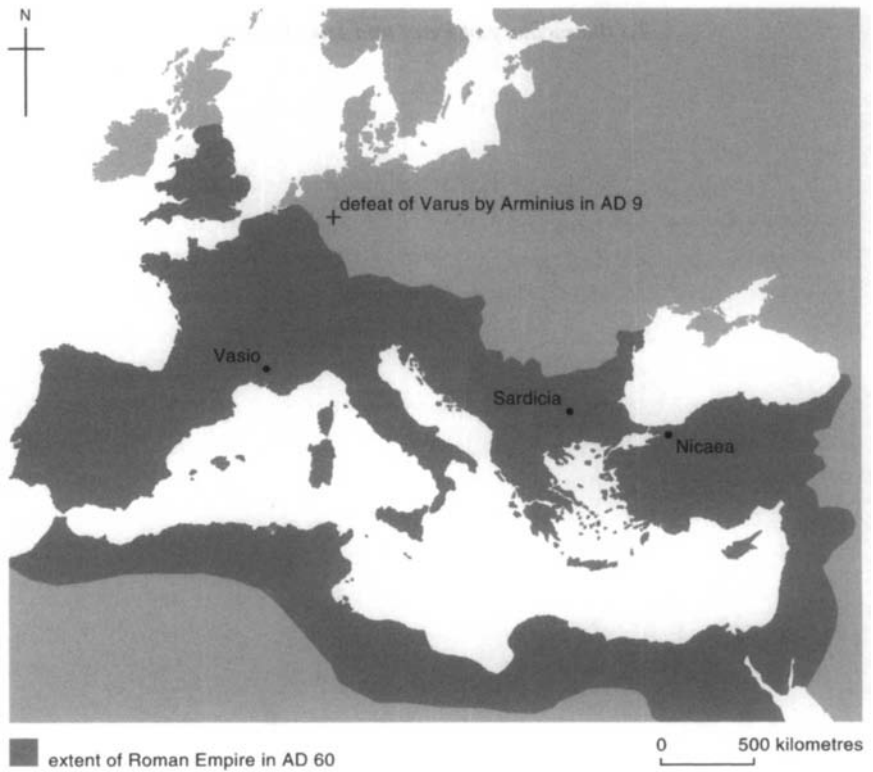 N
defeat of Varus by Arminius in AD 9
Vasio
Sardicia
Nicaea
extent of Roman Empire in AD 60
0 500 kilometres